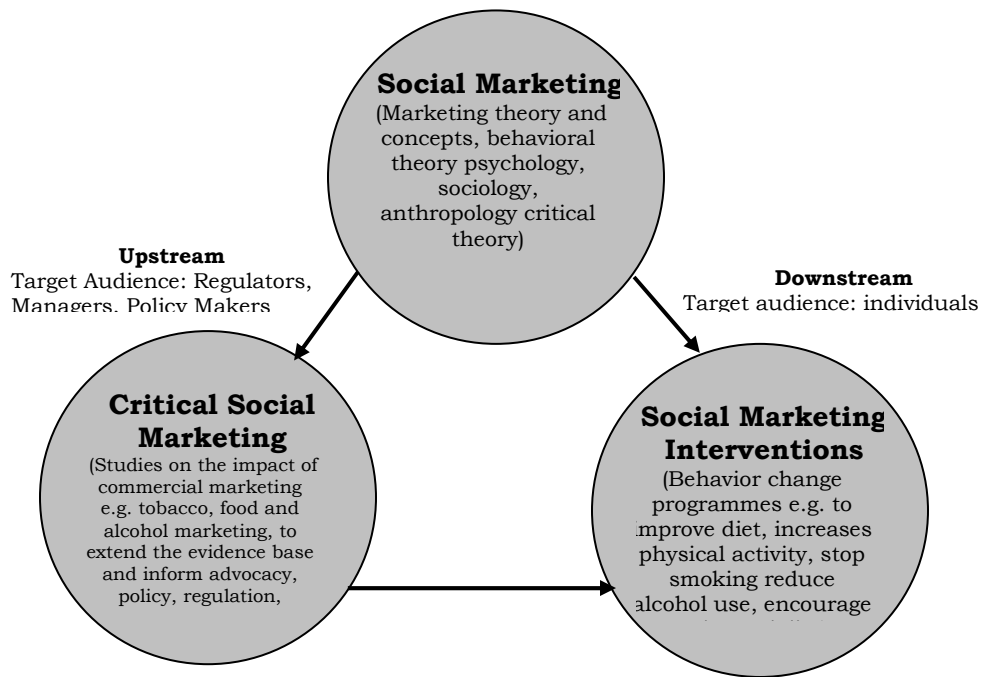 Social Marketing
(Marketing theory and
concepts, behavioral
theory psychology,
sociology,
anthropology critical
theory)
Upstream
Target Audience: Regulators,
Managers, Policy Makers
Downstream
Target audience: individuals
Critical Social
Marketing
(Studies on the impact of
commercial marketing
e.g. tobacco, food and
alcohol marketing, to
extend the evidence base
and inform advocacy,
policy, regulation,
Social Marketing
Interventions
(Behavior change
programmes e.g. to
improve diet, increases
physical activity, stop
smoking reduce
alcohol use, encourage